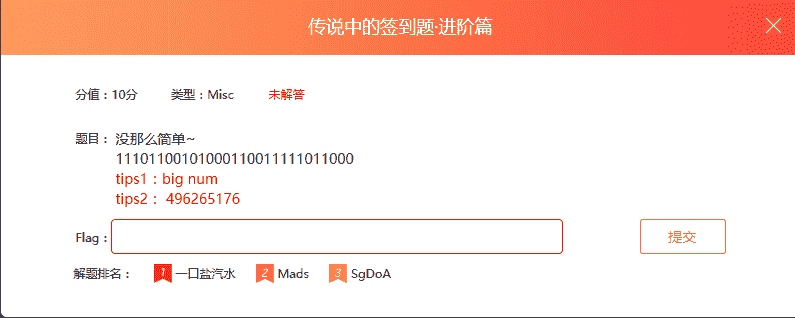 传说中的签到题·进阶篇
分值：10分 类型：Misc 未解答
题目： 没那么简单~
11101100101000110011111011000
tips1：big num
tips2： 496265176
Flag： 提交
解题排名： 1 一口盐汽水 2 Mads 3 SgDoA